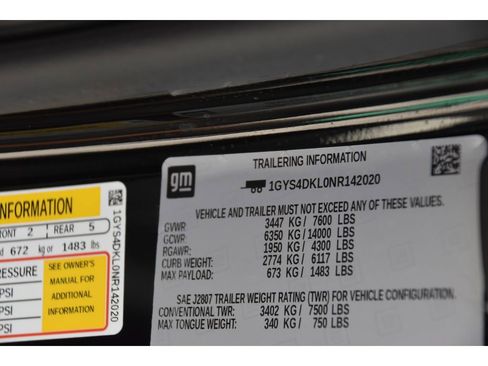 INFORMATION
FRONT 2 REAR 5
672 kg or 1483 lbs
PRESSURE
PSI
PSI
PSI
SEE OWNER'S
MANUAL FOR
ADDITIONAL
INFORMATION
1GYS4DKL0NR142020
TRAILERING INFORMATION
gm
1GYS4DKL0NR142020
VEHICLE AND TRAILER MUST NOT EXCEED ANY OF THESE VALUES.
GVWR 3447 KG / 7600 LBS
GCWR: 6350 KG / 14000 LBS
RGAWR: 1950 KG / 4300 LBS
CURB WEIGHT: 2774 KG / 6117 LBS
MAX PAYLOAD: 673 KG / 1483 LBS
SAE J2807 TRAILER WEIGHT RATING (TWR) FOR VEHICLE CONFIGURATION.
CONVENTIONAL TWR: 3402 KG / 7500 LBS
MAX TONGUE WEIGHT: 340 KG / 750 LBS